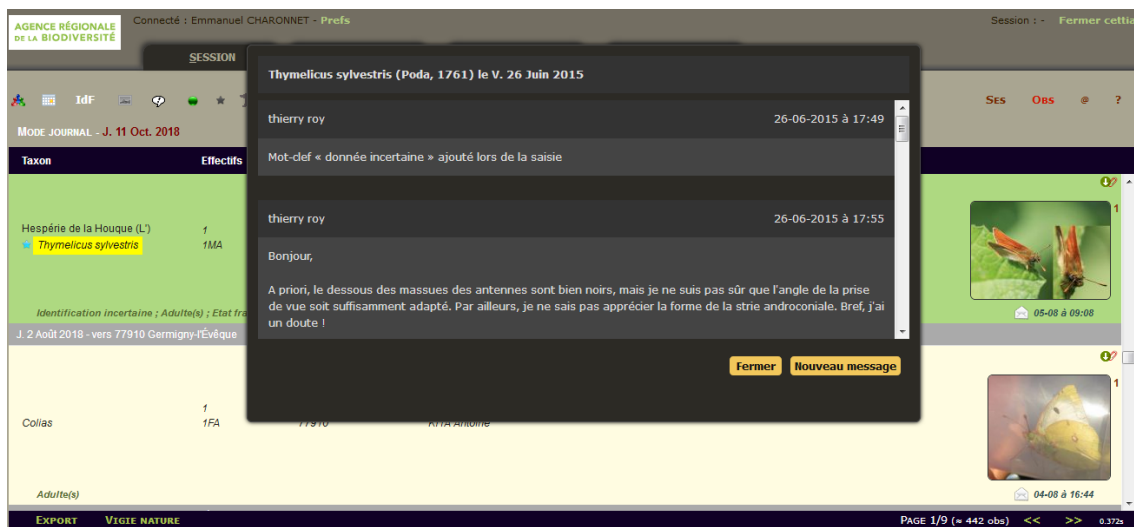 AGENCE RÉGIONALE
DE LA BIODIVERSITÉ
Connecté : Emmanuel CHARONNET - Prefs
Session : - Fermer cettia
SESSION
Thymelicus sylvestris (Poda, 1761) le V. 26 Juin 2015
IdF
SES OBS @ ?
MODE JOURNAL - J. 11 Oct. 2018
thierry roy 26-06-2015 à 17:49
Mot-clef « donnée incertaine » ajouté lors de la saisie
Taxon Effectifs
1
thierry roy 26-06-2015 à 17:55
Hespérie de la Houque (L') 1
Thymelicus sylvestris 1MA
Bonjour,
A priori, le dessous des massues des antennes sont bien noirs, mais je ne suis pas sûr que l'angle de la prise
de vue soit suffisamment adapté. Par ailleurs, je ne sais pas apprécier la forme de la strie androconiale. Bref, j'ai
un doute !
Identification incertaine ; Adulte(s) ; Etat fra
05-08 à 09:08
J. 2 Août 2018 - vers 77910 Germigny-l'Évêque
Fermer Nouveau message
1
1
Colias 1FA 77910 RITA Antoine
Adulte(s)
04-08 à 16:44
EXPORT VIGIE NATURE PAGE 1/9 (≈ 442 obs) << >> 0.372s